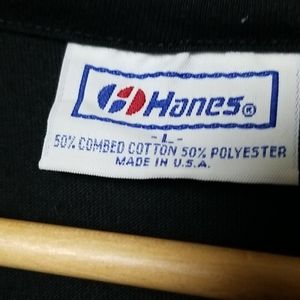 Hanes®
- L -
50% COMBED COTTON 50% POLYESTER
MADE IN U.S.A.